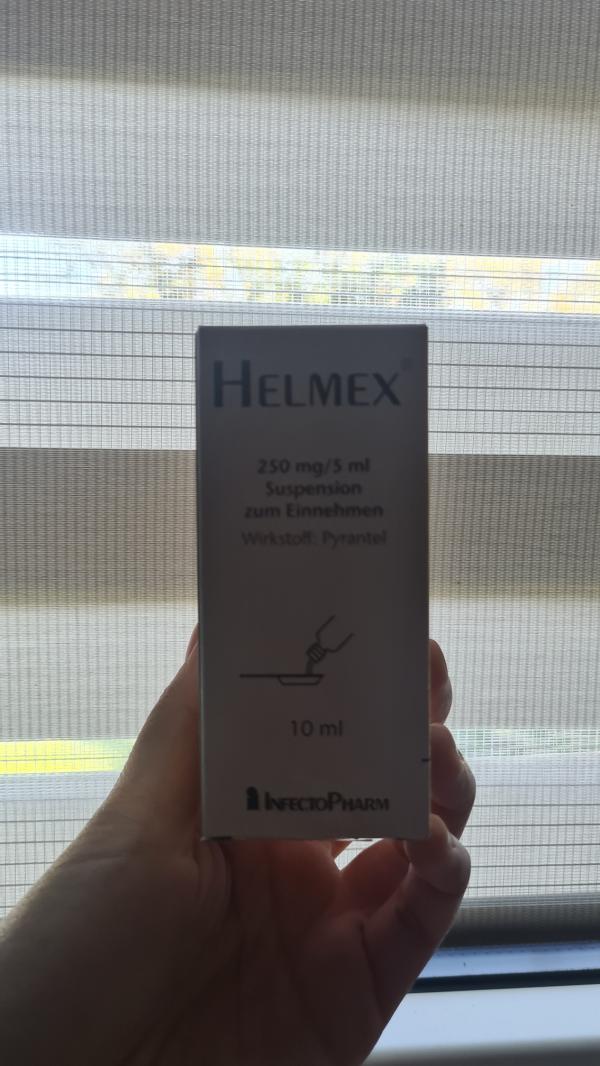 HELMEX®
250 mg/5 ml
Suspension
zum Einnehmen
Wirkstoff: Pyrantel
10 ml
INFECTOPHARM